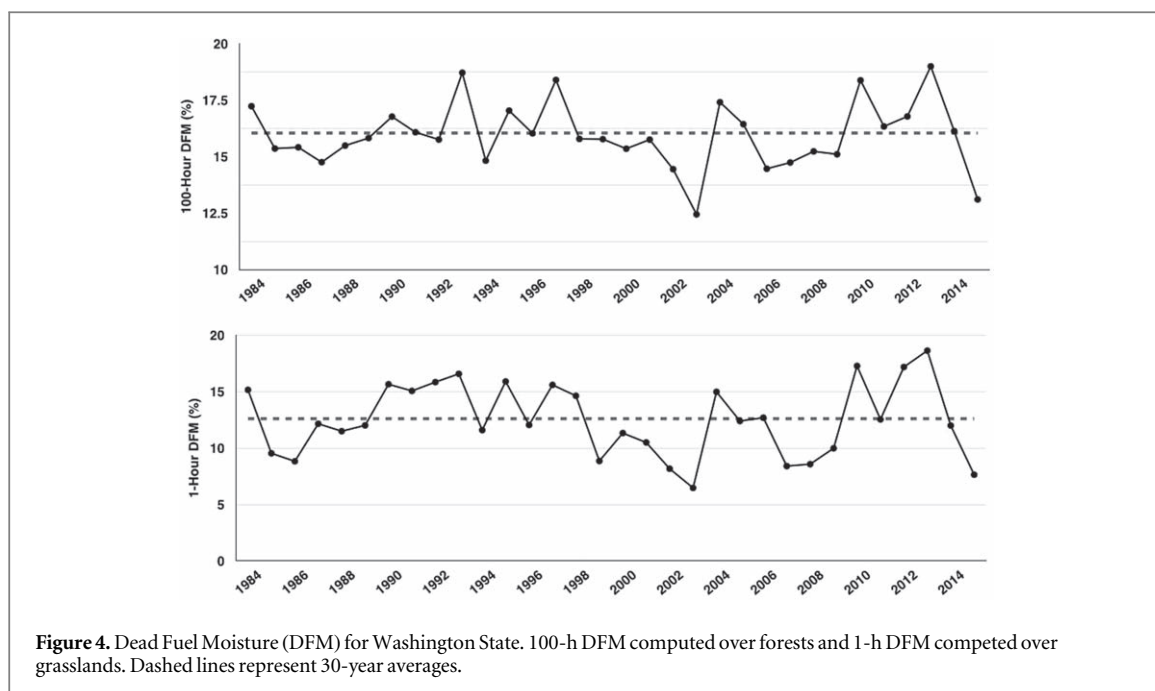 20
17.5
15
12.5
10
100-Hour DFM (%)
1984 1986 1988 1990 1992 1994 1996 1998 2000 2002 2004 2006 2008 2010 2012 2014
20
15
10
5
0
1-Hour DFM (%)
1984 1986 1988 1990 1992 1994 1996 1998 2000 2002 2004 2006 2008 2010 2012 2014
Figure 4. Dead Fuel Moisture (DFM) for Washington State. 100-h DFM computed over forests and 1-h DFM competed over
grasslands. Dashed lines represent 30-year averages.